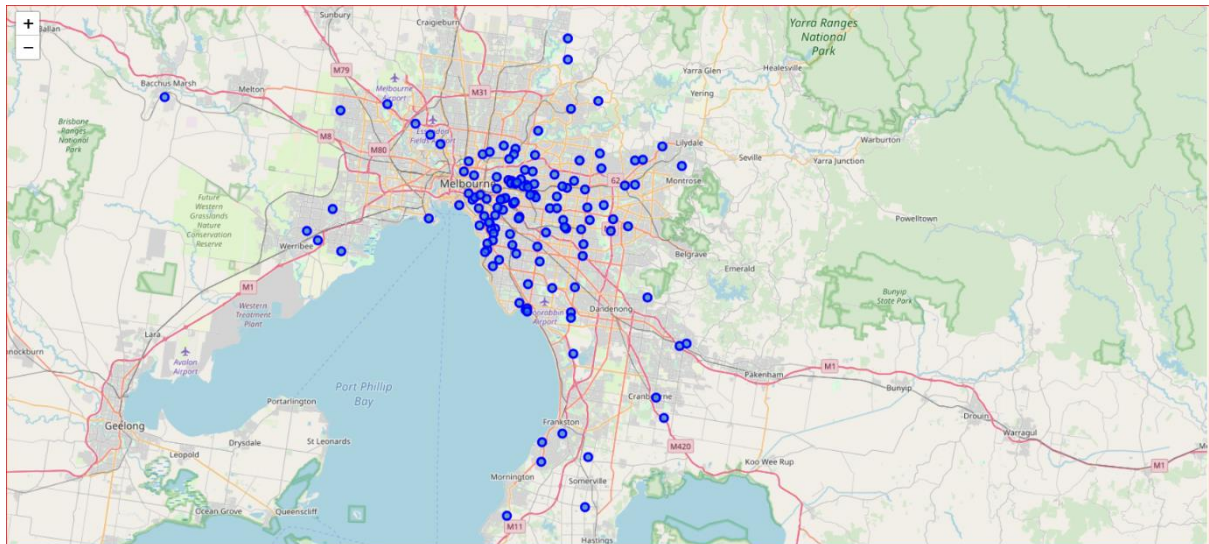 +
−
Ballan
Sunbury
Craigieburn
Yarra Ranges
National
Park
Bacchus Marsh
Melton
M79
Melbourne
Airport
M31
Yarra Glen
Healesville
Yering
Brisbane
Ranges
National
Park
M8
M80
Warburton
Lilydale
Seville
Yarra Junction
Melbourne
62
Montrose
Future
Western
Grasslands
Nature
Conservation
Reserve
Powelltown
Werribee
Belgrave
Emerald
M1
Western
Treatment
Plant
Bunyip
State Park
Dandenong
Airport
Lara
Avalon
Airport
Port Phillip
Bay
Pakenham
M1
Bunyip
Portarlington
Cranbourne
Drouin
Geelong
Frankston
Warragul
Drysdale
St Leonards
M420
Leopold
Koo Wee Rup
M1
Mornington
Somerville
Ocean Grove
Queenscliff
M11
Hastings